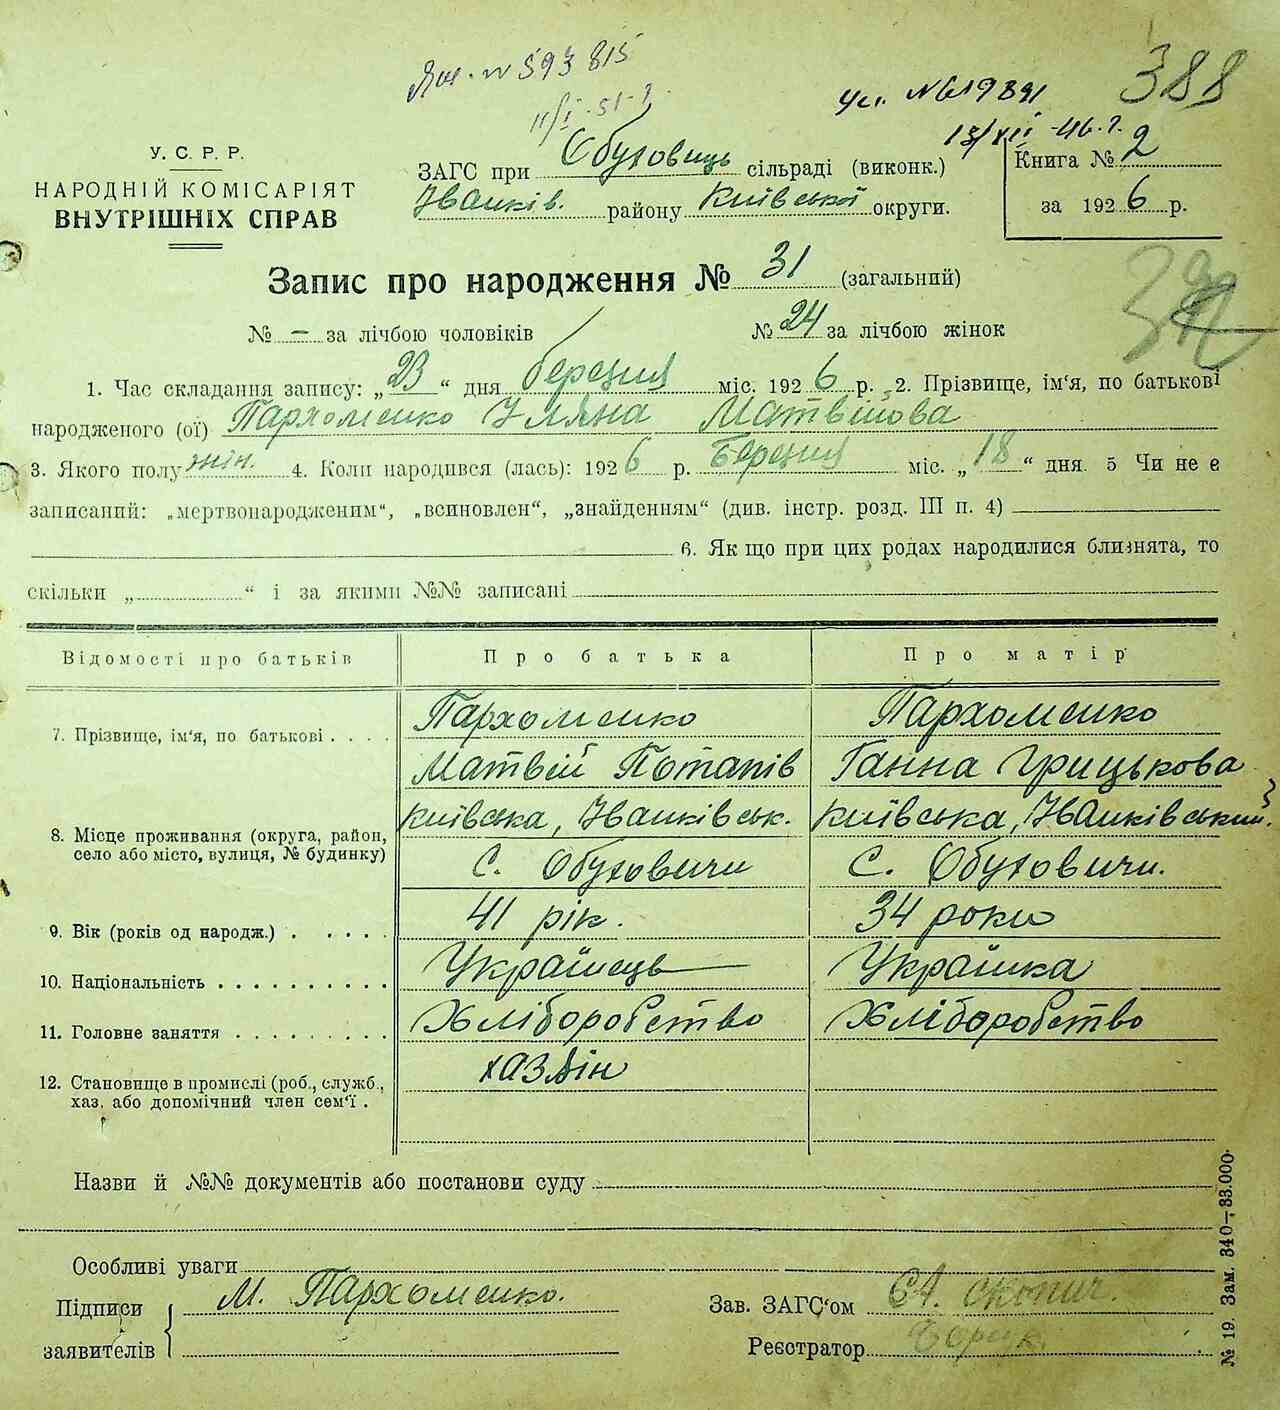 № 593815
11/I-51.
№ 619891
388
13/XII-46.
У. С. Р. Р.
НАРОДНІЙ КОМІСАРІЯТ
ВНУТРІШНІХ СПРАВ
ЗАГС при Обуховиць сільраді (виконк.)
Іванків. району Київської округи.
Книга № 2
за 1926 р.
Запис про народження № 31 (загальний)
№ — за лічбою чоловіків № 24 за лічбою жінок
1. Час складання запису: „23“ дня березня міс. 1926 р. 2. Прізвище, ім'я, по батькові
народженого (ої) Пархоменко Уляна Матвійова
3. Якого полу жін. 4. Коли народився (лась): 1926 р. Березня міс. „18“ дня. 5 Чи не є
записаний: „мертвонародженим“, „всиновлен“, „знайденням“ (див. інстр. розд. III п. 4)
6. Як що при цих родах народилися близнята, то
скільки „ “ і за якими №№ записані
Відомості про батьків Про батька Про матір
7. Прізвище, ім'я, по батькові . . . . Пархоменко Пархоменко
Матвій Потапів Ганна Грицькова
8. Місце проживання (округа, район, село або місто, вулиця, № будинку) Київська, Іванківськ. Київська, Іванківський.
С. Обуховичи С. Обуховичи.
9. Вік (років од народж.) . . . . . 41 рік. 34 роки
10. Національність . . . . . . . . . . Українець Українка
11. Головне заняття . . . . . . . . . Хліборобство Хліборобство
12. Становище в промислі (роб., служб., хаз. або допомічний член сем'ї . хазяін
Назви й №№ документів або постанови суду
Особливі уваги
Підписи заявителів М. Пархоменко.
Зав. ЗАГС'ом
Реєстратор
№ 19. Зам. 340—33.000.